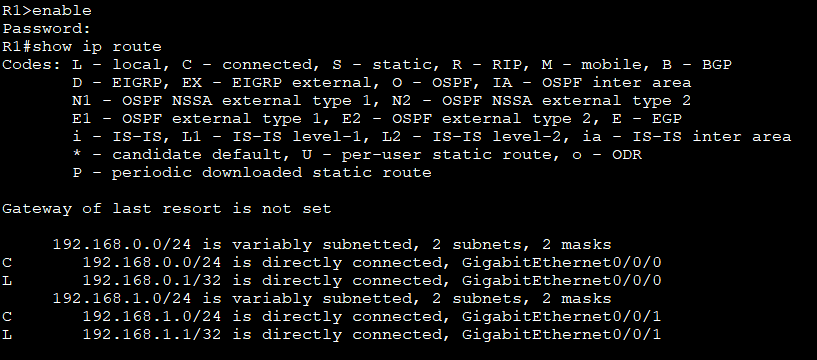 R1>enable
Password:
R1#show ip route
Codes: L - local, C - connected, S - static, R - RIP, M - mobile, B - BGP
       D - EIGRP, EX - EIGRP external, O - OSPF, IA - OSPF inter area
       N1 - OSPF NSSA external type 1, N2 - OSPF NSSA external type 2
       E1 - OSPF external type 1, E2 - OSPF external type 2, E - EGP
       i - IS-IS, L1 - IS-IS level-1, L2 - IS-IS level-2, ia - IS-IS inter area
       * - candidate default, U - per-user static route, o - ODR
       P - periodic downloaded static route
Gateway of last resort is not set
     192.168.0.0/24 is variably subnetted, 2 subnets, 2 masks
C       192.168.0.0/24 is directly connected, GigabitEthernet0/0/0
L       192.168.0.1/32 is directly connected, GigabitEthernet0/0/0
     192.168.1.0/24 is variably subnetted, 2 subnets, 2 masks
C       192.168.1.0/24 is directly connected, GigabitEthernet0/0/1
L       192.168.1.1/32 is directly connected, GigabitEthernet0/0/1